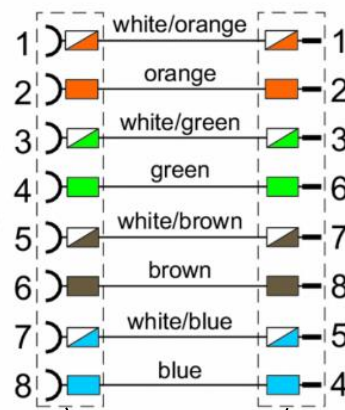 1 white/orange 1
2 orange 2
3 white/green 3
4 green 6
5 white/brown 7
6 brown 8
7 white/blue 5
8 blue 4